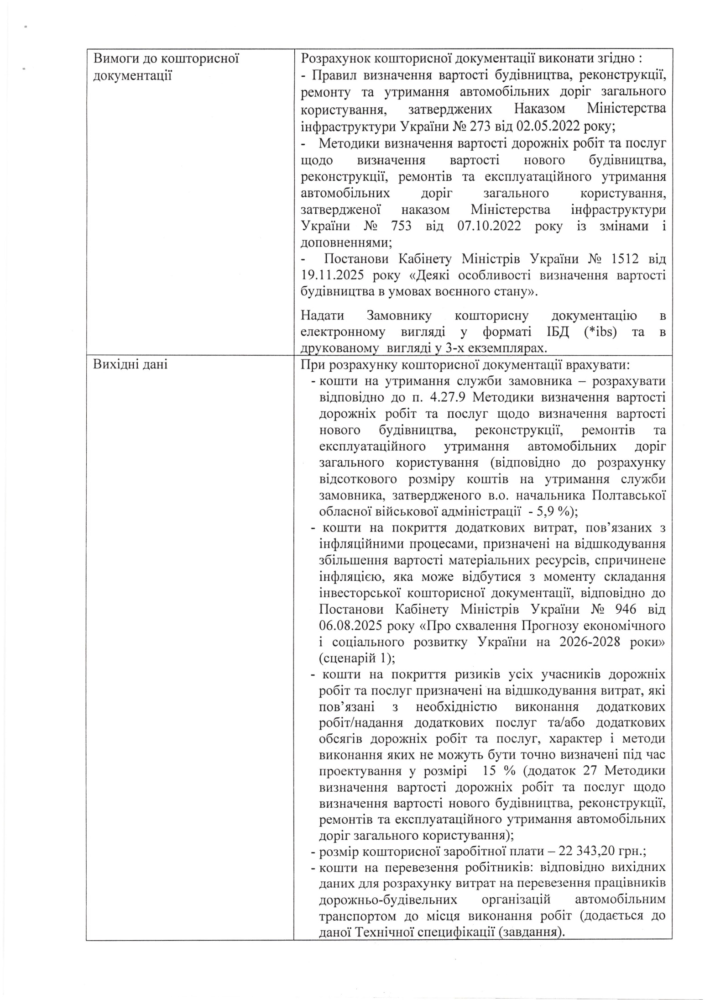 Вимоги до кошторисної
документації
Розрахунок кошторисної документації виконати згідно :
- Правил визначення вартості будівництва, реконструкції,
ремонту та утримання автомобільних доріг загального
користування, затверджених Наказом Міністерства
інфраструктури України № 273 від 02.05.2022 року;
- Методики визначення вартості дорожніх робіт та послуг
щодо визначення вартості нового будівництва,
реконструкції, ремонтів та експлуатаційного утримання
автомобільних доріг загального користування,
затвердженої наказом Міністерства інфраструктури
України № 753 від 07.10.2022 року із змінами і
доповненнями;
- Постанови Кабінету Міністрів України № 1512 від
19.11.2025 року «Деякі особливості визначення вартості
будівництва в умовах воєнного стану».
Надати Замовнику кошторисну документацію в
електронному вигляді у форматі ІБД (*ibs) та в
друкованому вигляді у 3-х екземплярах.
Вихідні дані
При розрахунку кошторисної документації врахувати:
- кошти на утримання служби замовника – розрахувати
відповідно до п. 4.27.9 Методики визначення вартості
дорожніх робіт та послуг щодо визначення вартості
нового будівництва, реконструкції, ремонтів та
експлуатаційного утримання автомобільних доріг
загального користування (відповідно до розрахунку
відсоткового розміру коштів на утримання служби
замовника, затвердженого в.о. начальника Полтавської
обласної військової адміністрації - 5,9 %);
- кошти на покриття додаткових витрат, пов’язаних з
інфляційними процесами, призначені на відшкодування
збільшення вартості матеріальних ресурсів, спричинене
інфляцією, яка може відбутися з моменту складання
інвесторської кошторисної документації, відповідно до
Постанови Кабінету Міністрів України № 946 від
06.08.2025 року «Про схвалення Прогнозу економічного
і соціального розвитку України на 2026-2028 роки»
(сценарій 1);
- кошти на покриття ризиків усіх учасників дорожніх
робіт та послуг призначені на відшкодування витрат, які
пов’язані з необхідністю виконання додаткових
робіт/надання додаткових послуг та/або додаткових
обсягів дорожніх робіт та послуг, характер і методи
виконання яких не можуть бути точно визначені під час
проектування у розмірі 15 % (додаток 27 Методики
визначення вартості дорожніх робіт та послуг щодо
визначення вартості нового будівництва, реконструкції,
ремонтів та експлуатаційного утримання автомобільних
доріг загального користування);
- розмір кошторисної заробітної плати – 22 343,20 грн.;
- кошти на перевезення робітників: відповідно вихідних
даних для розрахунку витрат на перевезення працівників
дорожньо-будівельних організацій автомобільним
транспортом до місця виконання робіт (додається до
даної Технічної специфікації (завдання).